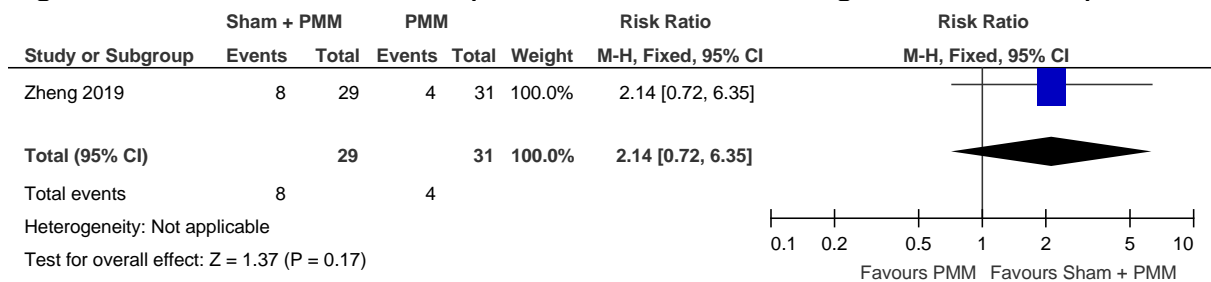 Sham + PMM PMM Risk Ratio Risk Ratio
Study or Subgroup Events Total Events Total Weight M-H, Fixed, 95% CI M-H, Fixed, 95% CI
Zheng 2019 8 29 4 31 100.0% 2.14 [0.72, 6.35]
Total (95% CI) 29 31 100.0% 2.14 [0.72, 6.35]
Total events 8 4
Heterogeneity: Not applicable
Test for overall effect: Z = 1.37 (P = 0.17)
0.1 0.2 0.5 1 2 5 10
Favours PMM Favours Sham + PMM